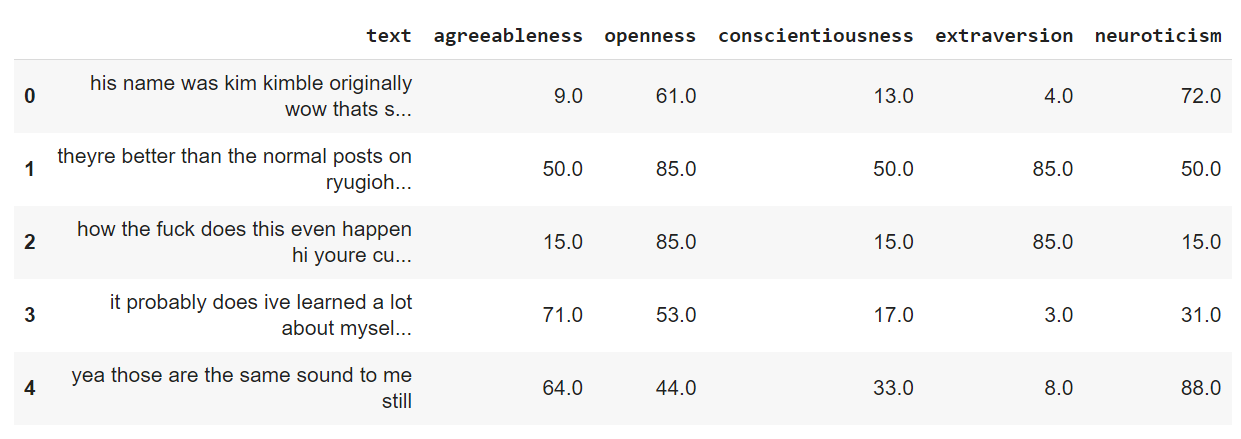 text agreeableness openness conscientiousness extraversion neuroticism
0 his name was kim kimble originally
wow thats s... 9.0 61.0 13.0 4.0 72.0
1 theyre better than the normal posts on
ryugioh... 50.0 85.0 50.0 85.0 50.0
2 how the fuck does this even happen
hi youre cu... 15.0 85.0 15.0 85.0 15.0
3 it probably does ive learned a lot
about mysel... 71.0 53.0 17.0 3.0 31.0
4 yea those are the same sound to me
still 64.0 44.0 33.0 8.0 88.0